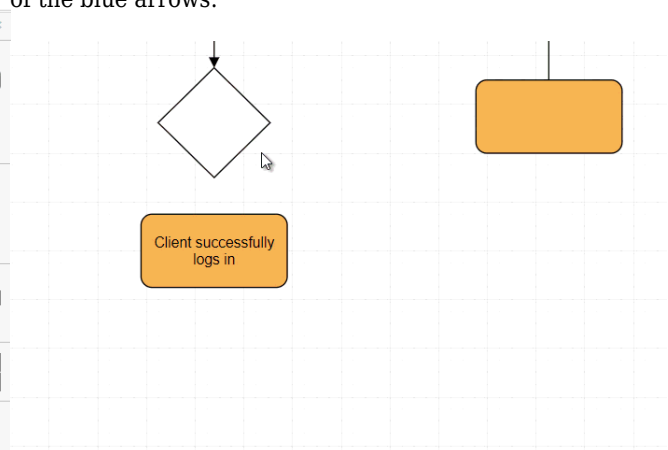 of the blue arrows.
Client successfully
logs in